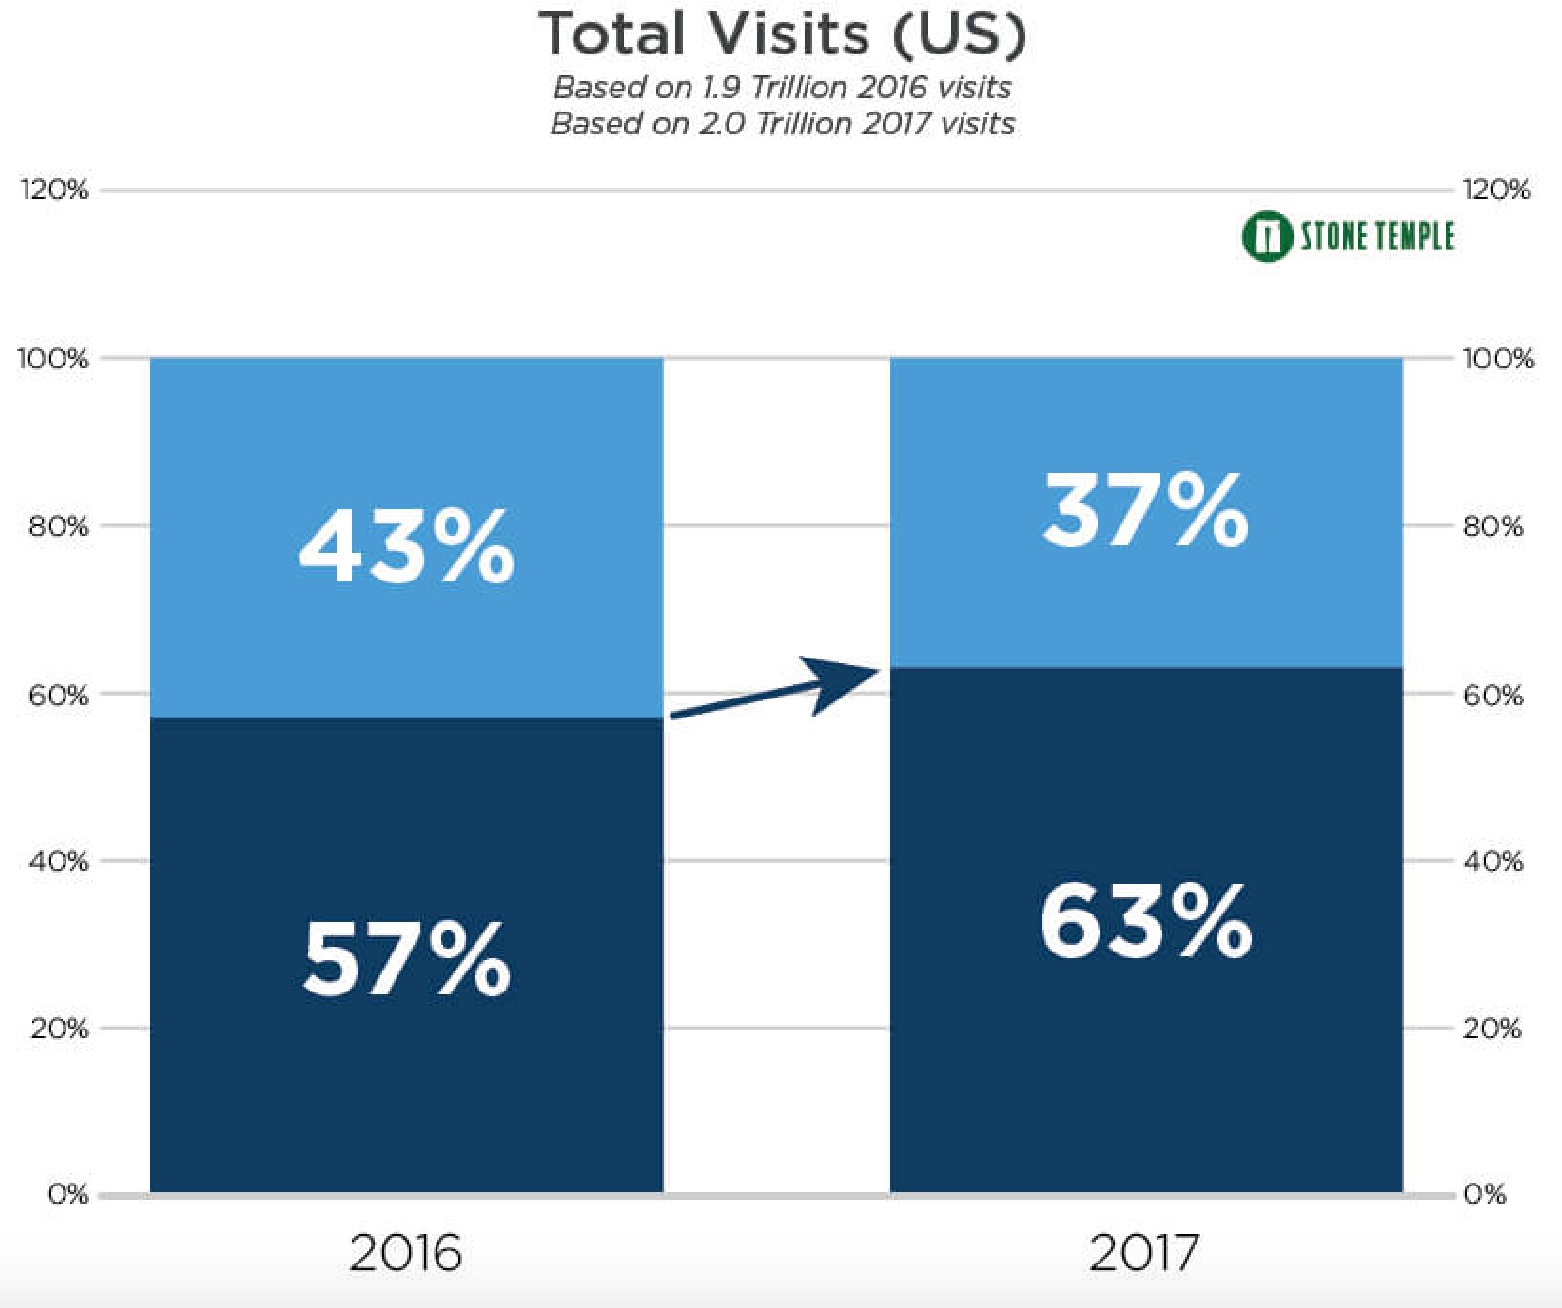 Total Visits (US)
Based on 1.9 Trillion 2016 visits
Based on 2.0 Trillion 2017 visits
120% 120%
STONE TEMPLE
100% 100%
43% 37%
80% 80%
60% 60%
40% 40%
57% 63%
20% 20%
0% 0%
2016 2017